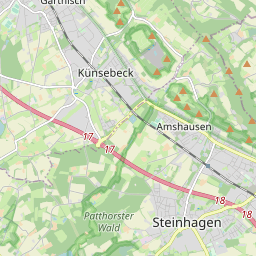 Gartnisch
Künsebeck
Amshausen
17
17
18
18
Patthorster
Wald
Steinhagen